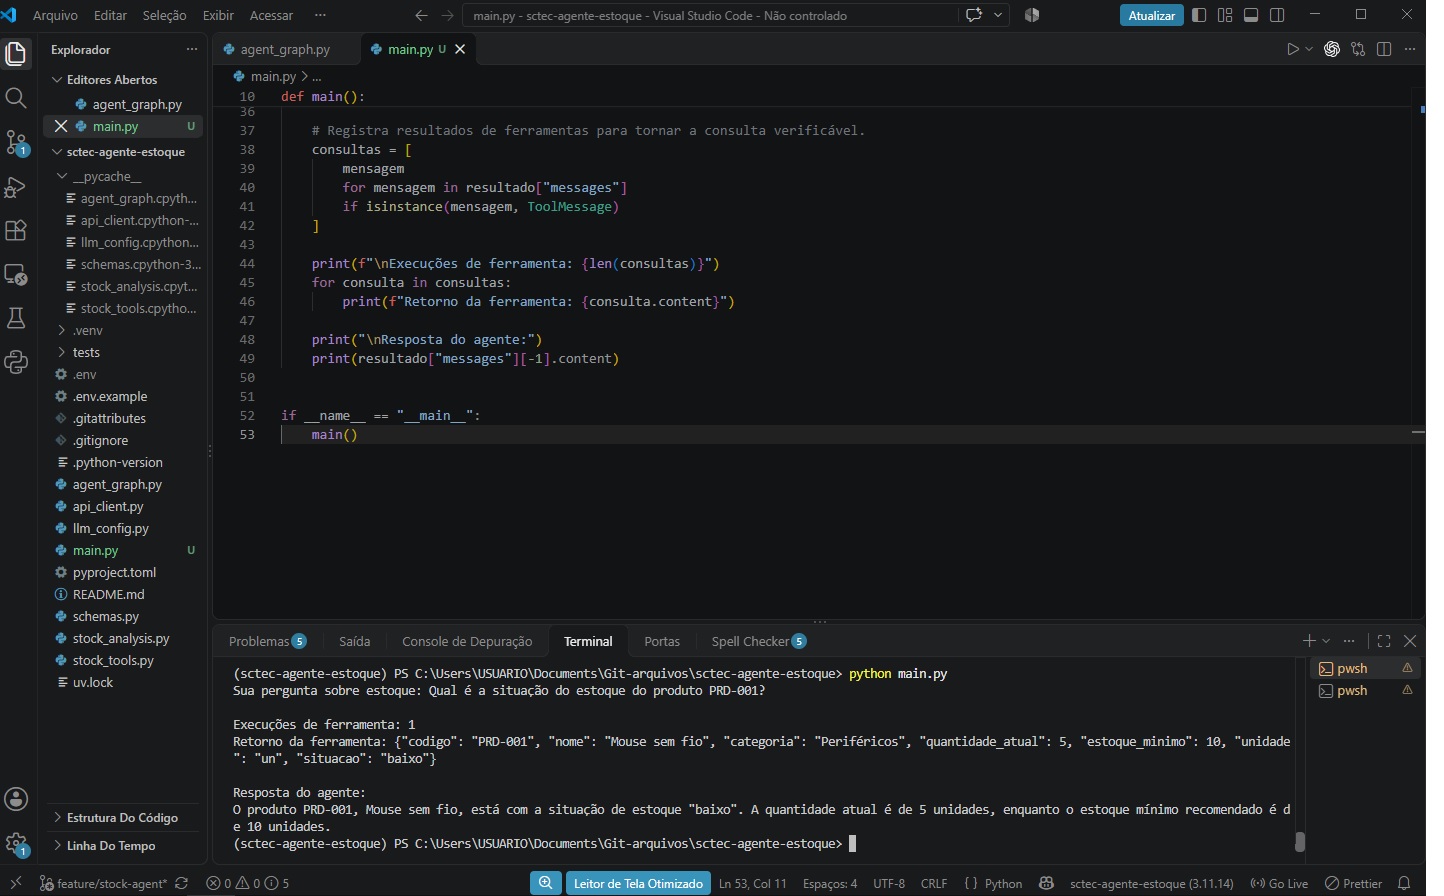 Arquivo Editar Seleção Exibir Acessar ··· main.py - sctec-agente-estoque - Visual Studio Code - Não controlado Atualizar
Explorador ···
Editores Abertos
agent_graph.py
main.py U
sctec-agente-estoque
__pycache__
agent_graph.cpyth...
api_client.cpython-...
llm_config.cpython...
schemas.cpython-3...
stock_analysis.cpyt...
stock_tools.cpytho...
.venv
tests
.env
.env.example
.gitattributes
.gitignore
.python-version
agent_graph.py
api_client.py
llm_config.py
main.py U
pyproject.toml
README.md
schemas.py
stock_analysis.py
stock_tools.py
uv.lock
Estrutura Do Código
Linha Do Tempo
1
1
agent_graph.py main.py U
main.py > ...
10 def main():
36
37 # Registra resultados de ferramentas para tornar a consulta verificável.
38 consultas = [
39 mensagem
40 for mensagem in resultado["messages"]
41 if isinstance(mensagem, ToolMessage)
42 ]
43
44 print(f"\nExecuções de ferramenta: {len(consultas)}")
45 for consulta in consultas:
46 print(f"Retorno da ferramenta: {consulta.content}")
47
48 print("\nResposta do agente:")
49 print(resultado["messages"][-1].content)
50
51
52 if __name__ == "__main__":
53 main()
Problemas 5 Saída Console de Depuração Terminal Portas Spell Checker 5
(sctec-agente-estoque) PS C:\Users\USUARIO\Documents\Git-arquivos\sctec-agente-estoque> python main.py
Sua pergunta sobre estoque: Qual é a situação do estoque do produto PRD-001?
Execuções de ferramenta: 1
Retorno da ferramenta: {"codigo": "PRD-001", "nome": "Mouse sem fio", "categoria": "Periféricos", "quantidade_atual": 5, "estoque_minimo": 10, "unidade
": "un", "situacao": "baixo"}
Resposta do agente:
O produto PRD-001, Mouse sem fio, está com a situação de estoque "baixo". A quantidade atual é de 5 unidades, enquanto o estoque mínimo recomendado é d
e 10 unidades.
(sctec-agente-estoque) PS C:\Users\USUARIO\Documents\Git-arquivos\sctec-agente-estoque>
pwsh
pwsh
feature/stock-agent* 0 0 5 Leitor de Tela Otimizado Ln 53, Col 11 Espaços: 4 UTF-8 CRLF { } Python sctec-agente-estoque (3.11.14) Go Live Prettier